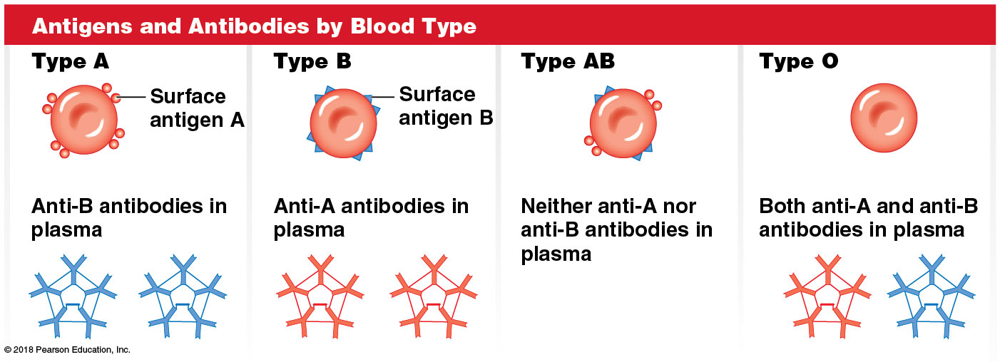 Antigens and Antibodies by Blood Type
Type A
Surface
antigen A
Anti-B antibodies in
plasma
Type B
Surface
antigen B
Anti-A antibodies in
plasma
Type AB
Neither anti-A nor
anti-B antibodies in
plasma
Type O
Both anti-A and anti-B
antibodies in plasma
© 2018 Pearson Education, Inc.